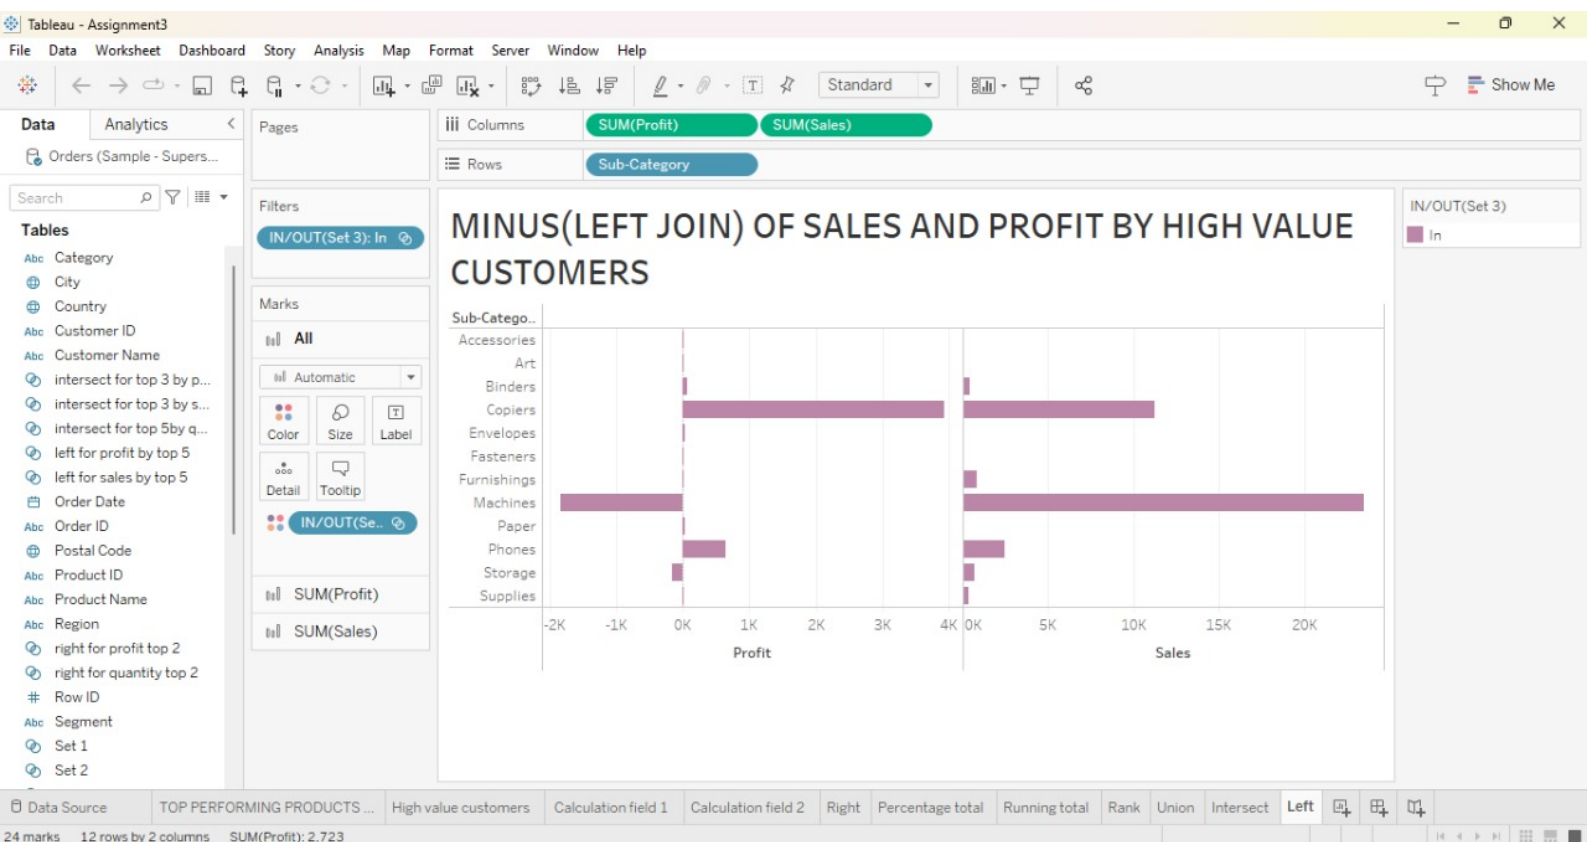 Tableau - Assignment3
File Data Worksheet Dashboard Story Analysis Map Format Server Window Help
Standard
Show Me
Data Analytics
Orders (Sample - Supers...
Search
Tables
Abc Category
City
Country
Abc Customer ID
Abc Customer Name
intersect for top 3 by p...
intersect for top 3 by s...
intersect for top 5by q...
left for profit by top 5
left for sales by top 5
Order Date
Abc Order ID
Postal Code
Abc Product ID
Abc Product Name
Abc Region
right for profit top 2
right for quantity top 2
# Row ID
Abc Segment
Set 1
Set 2
Pages
Filters
IN/OUT(Set 3): In
Marks
All
Automatic
Color Size Label
Detail Tooltip
IN/OUT(Se..
SUM(Profit)
SUM(Sales)
Columns SUM(Profit) SUM(Sales)
Rows Sub-Category
MINUS(LEFT JOIN) OF SALES AND PROFIT BY HIGH VALUE
CUSTOMERS
Sub-Catego..
Accessories
Art
Binders
Copiers
Envelopes
Fasteners
Furnishings
Machines
Paper
Phones
Storage
Supplies
-2K -1K 0K 1K 2K 3K 4K 0K 5K 10K 15K 20K
Profit Sales
IN/OUT(Set 3)
In
Data Source TOP PERFORMING PRODUCTS ... High value customers Calculation field 1 Calculation field 2 Right Percentage total Running total Rank Union Intersect Left
24 marks 12 rows by 2 columns SUM(Profit): 2,723